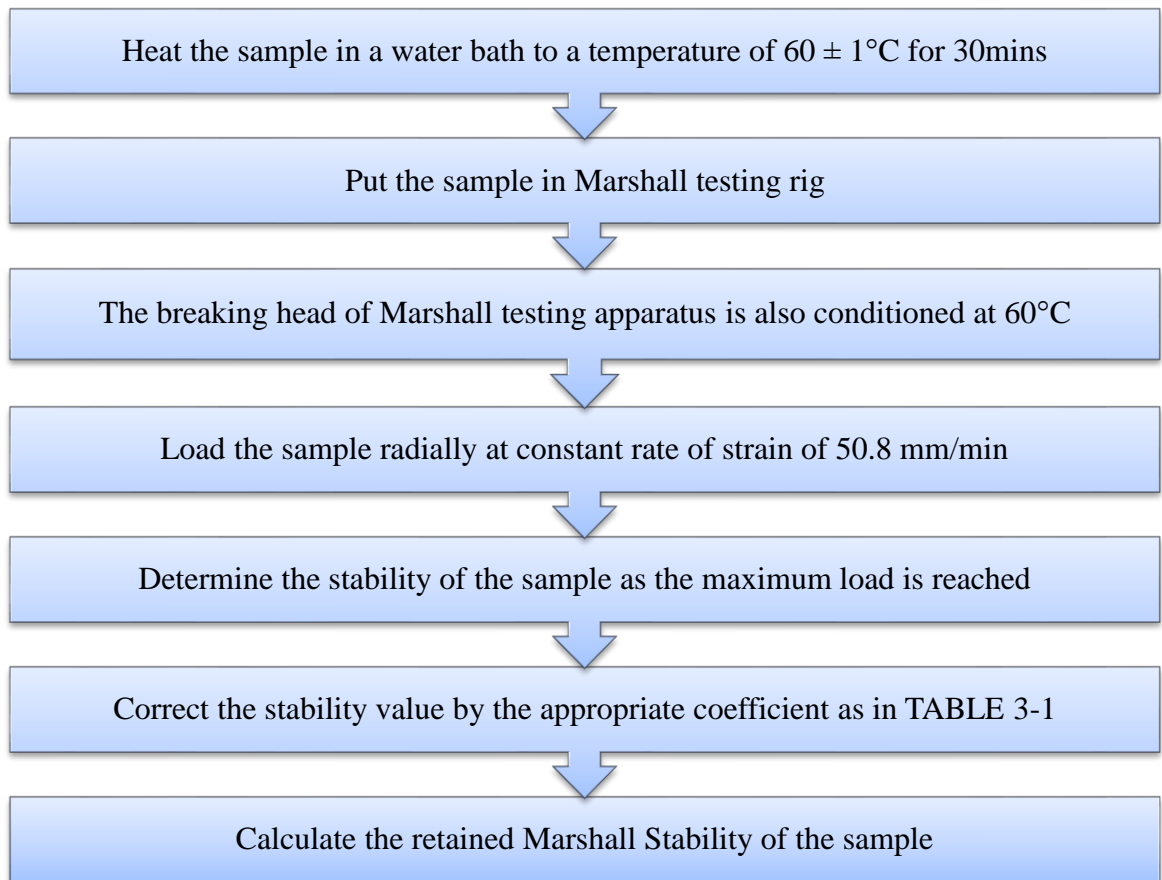 Heat the sample in a water bath to a temperature of 60 ± 1°C for 30mins
Put the sample in Marshall testing rig
The breaking head of Marshall testing apparatus is also conditioned at 60°C
Load the sample radially at constant rate of strain of 50.8 mm/min
Determine the stability of the sample as the maximum load is reached
Correct the stability value by the appropriate coefficient as in TABLE 3-1
Calculate the retained Marshall Stability of the sample